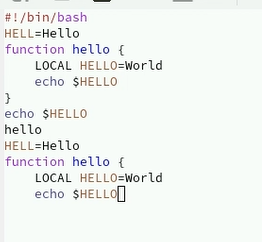 #!/bin/bash
HELL=Hello
function hello {
    LOCAL HELLO=World
    echo $HELLO
}
echo $HELLO
hello
HELL=Hello
function hello {
    LOCAL HELLO=World
    echo $HELLO